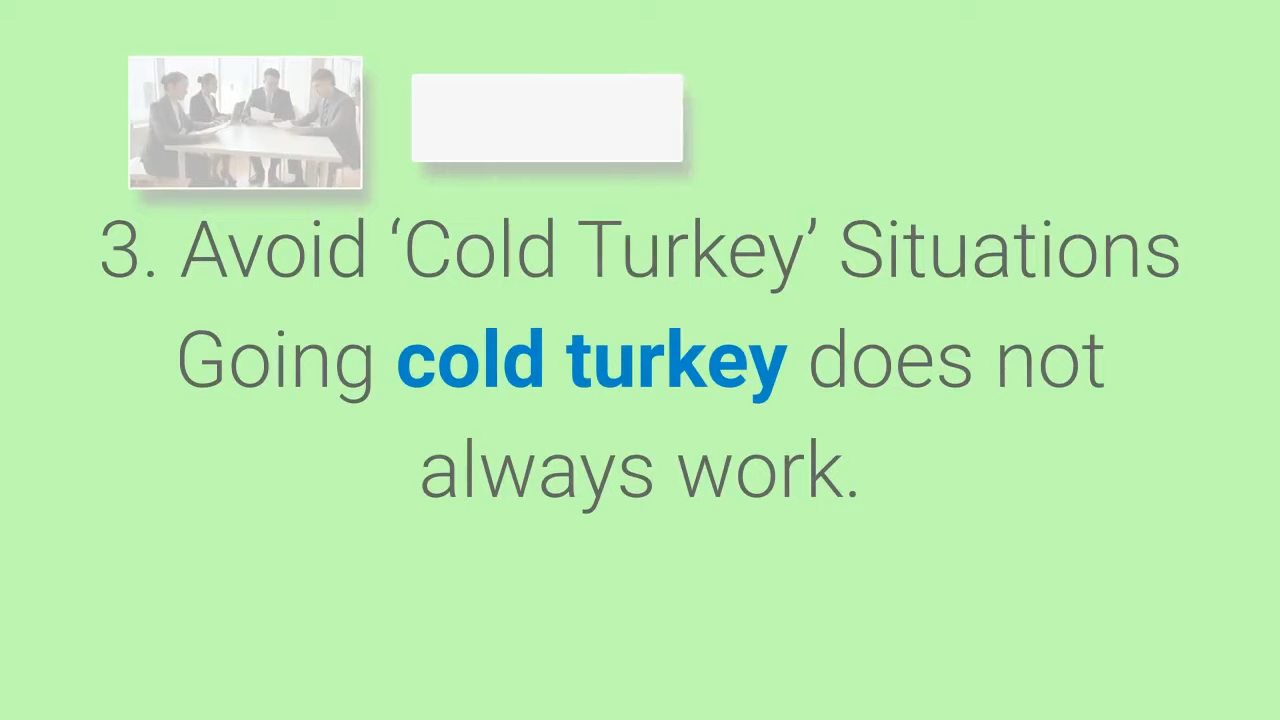 3. Avoid ‘Cold Turkey’ Situations
Going cold turkey does not
always work.